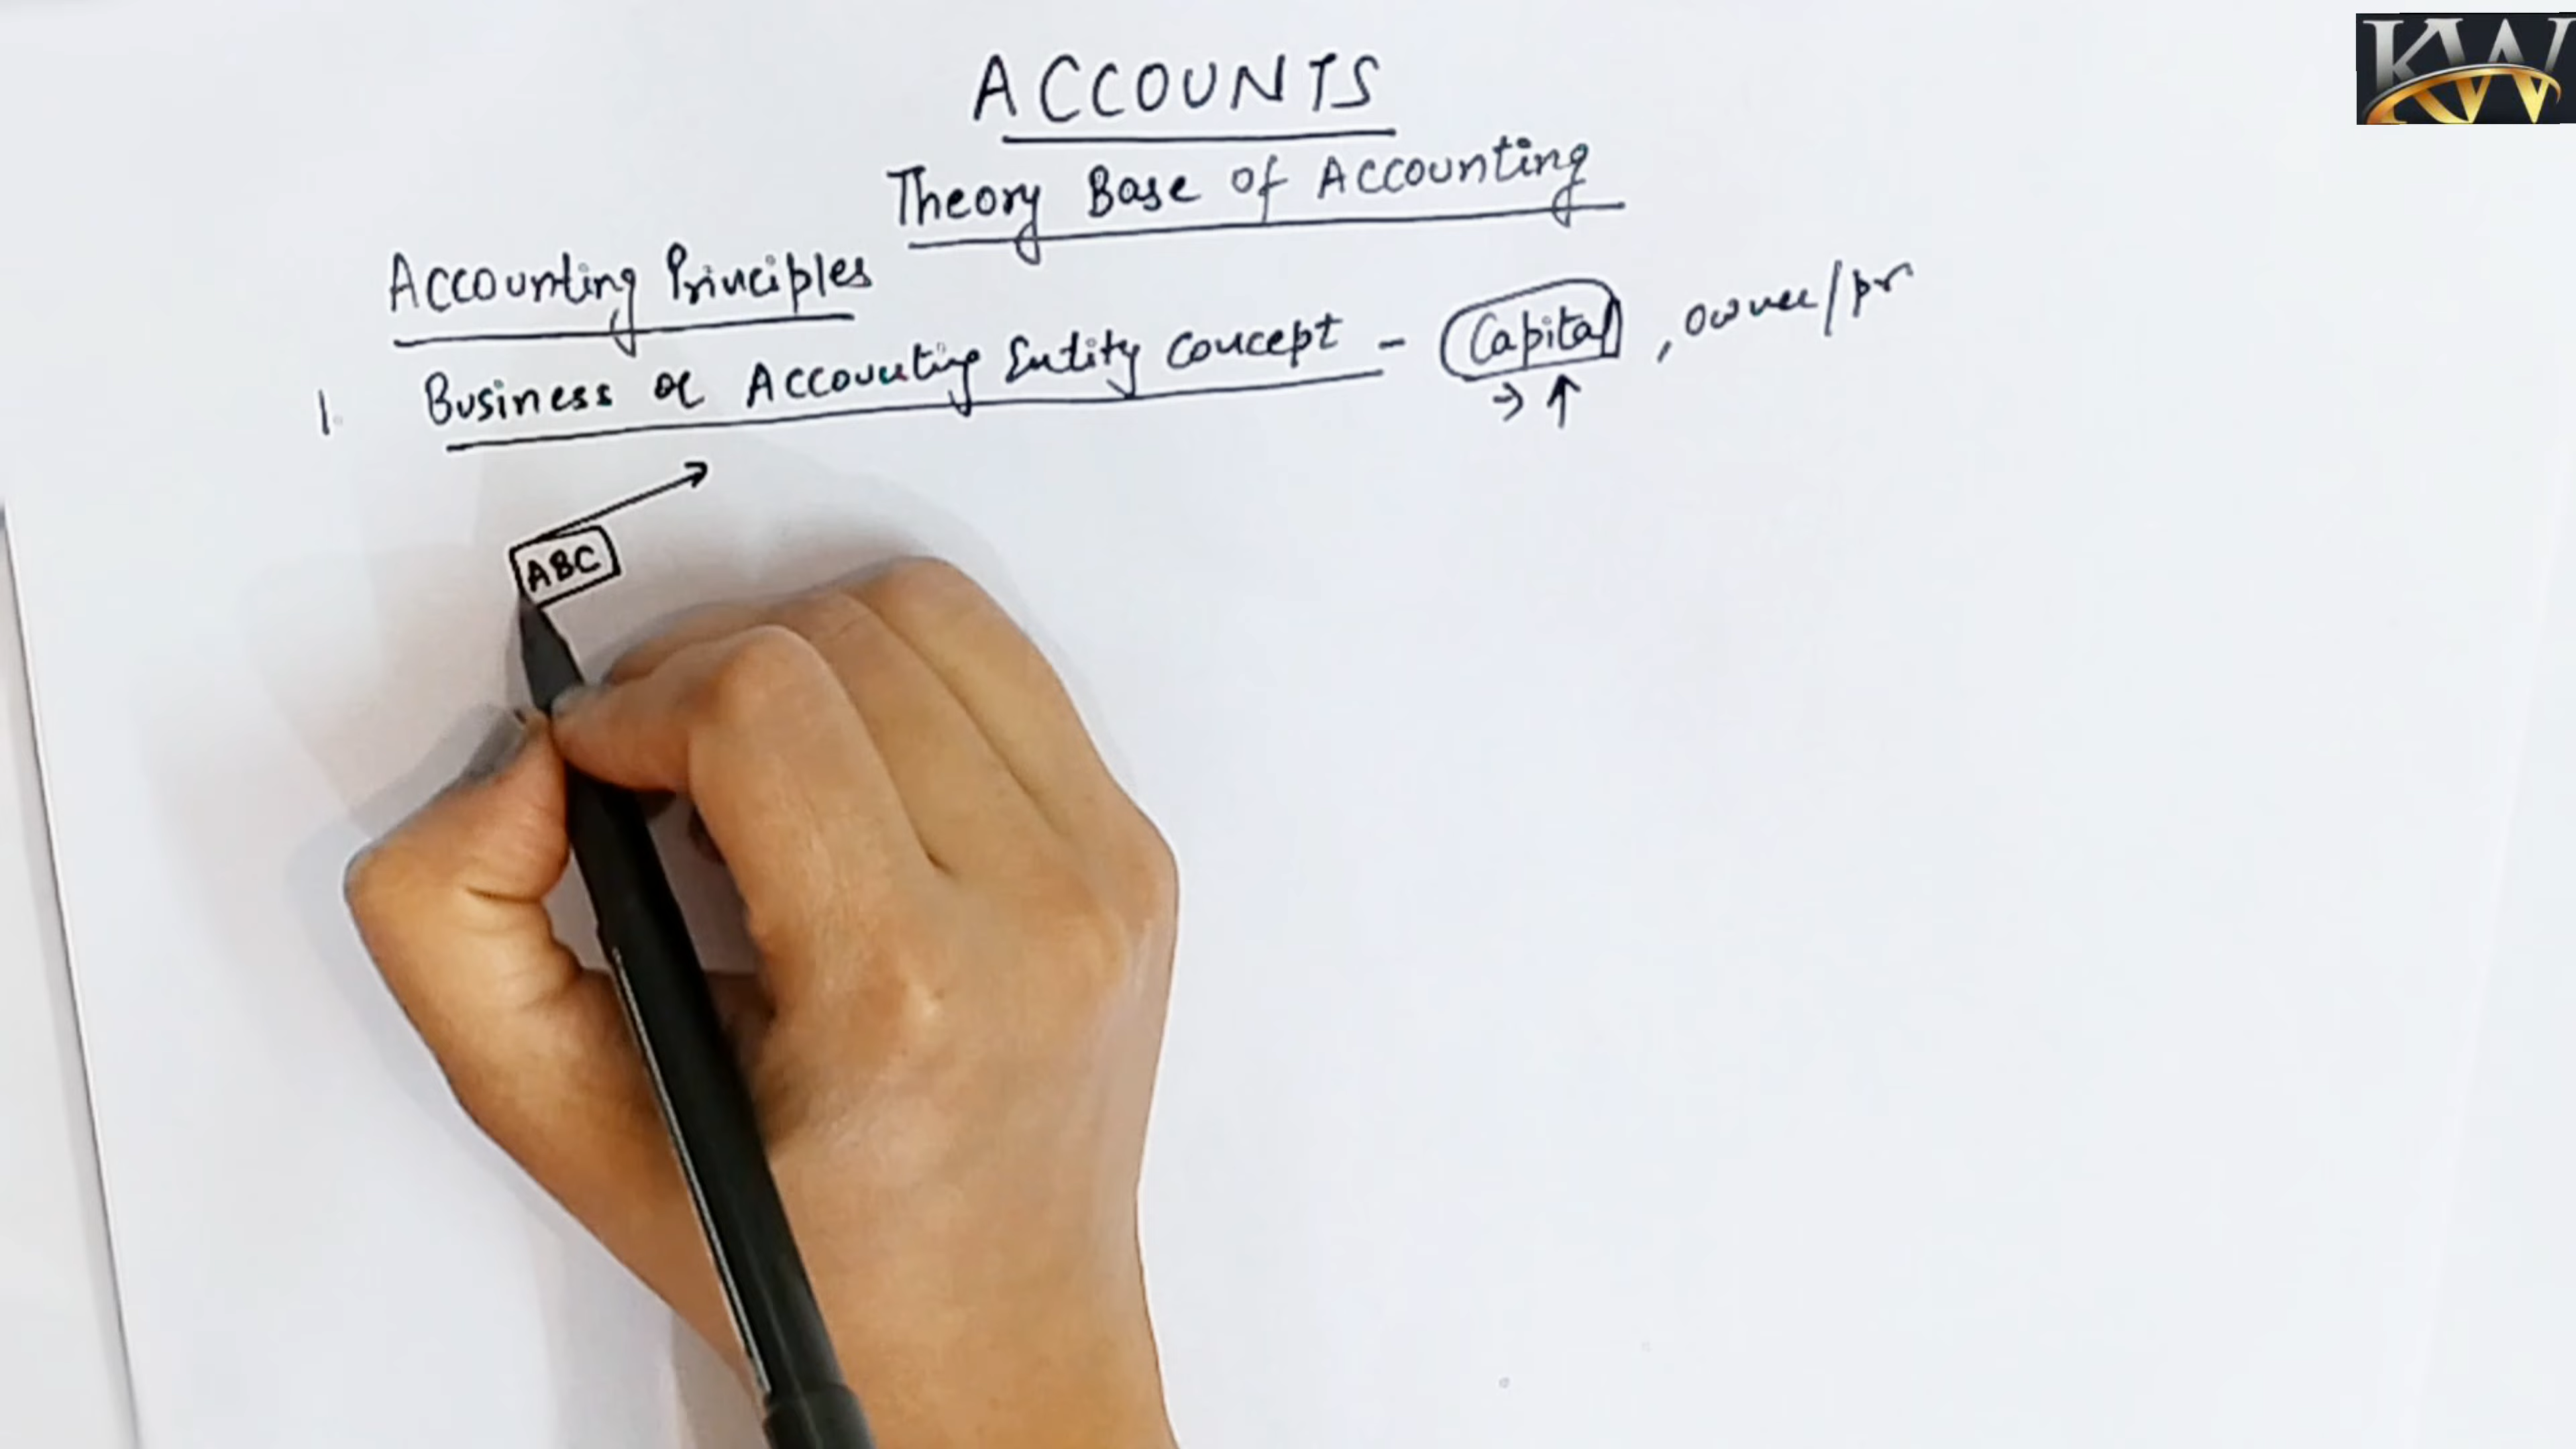 KW
ACCOUNTS
Theory Base of Accounting
Accounting Principles
1. Business or Accounting Entity Concept - Capital, owner/pr
→ ↑
ABC